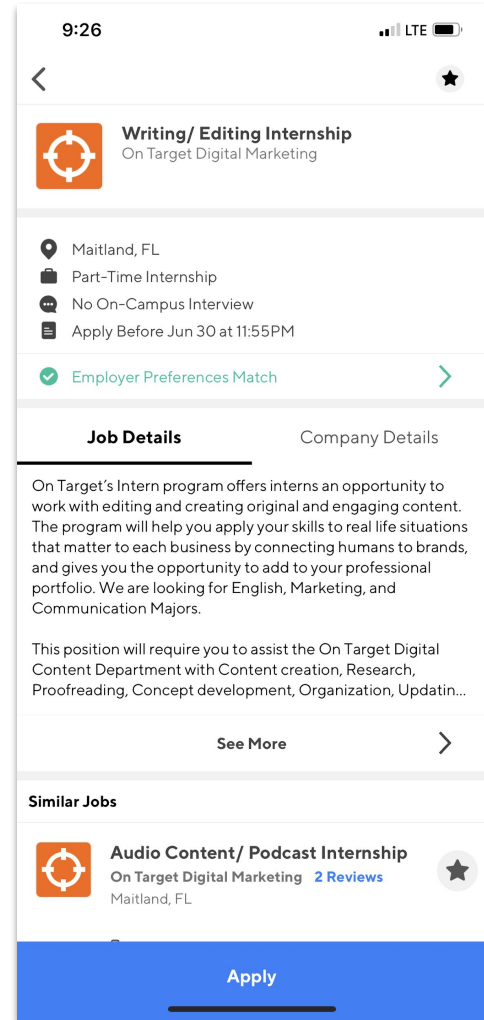 9:26
LTE
Writing/ Editing Internship
On Target Digital Marketing
Maitland, FL
Part-Time Internship
No On-Campus Interview
Apply Before Jun 30 at 11:55PM
Employer Preferences Match
Job Details
Company Details
On Target's Intern program offers interns an opportunity to
work with editing and creating original and engaging content.
The program will help you apply your skills to real life situations
that matter to each business by connecting humans to brands,
and gives you the opportunity to add to your professional
portfolio. We are looking for English, Marketing, and
Communication Majors.
This position will require you to assist the On Target Digital
Content Department with Content creation, Research,
Proofreading, Concept development, Organization, Updatin...
See More
Similar Jobs
Audio Content/ Podcast Internship
On Target Digital Marketing 2 Reviews
Maitland, FL
Apply